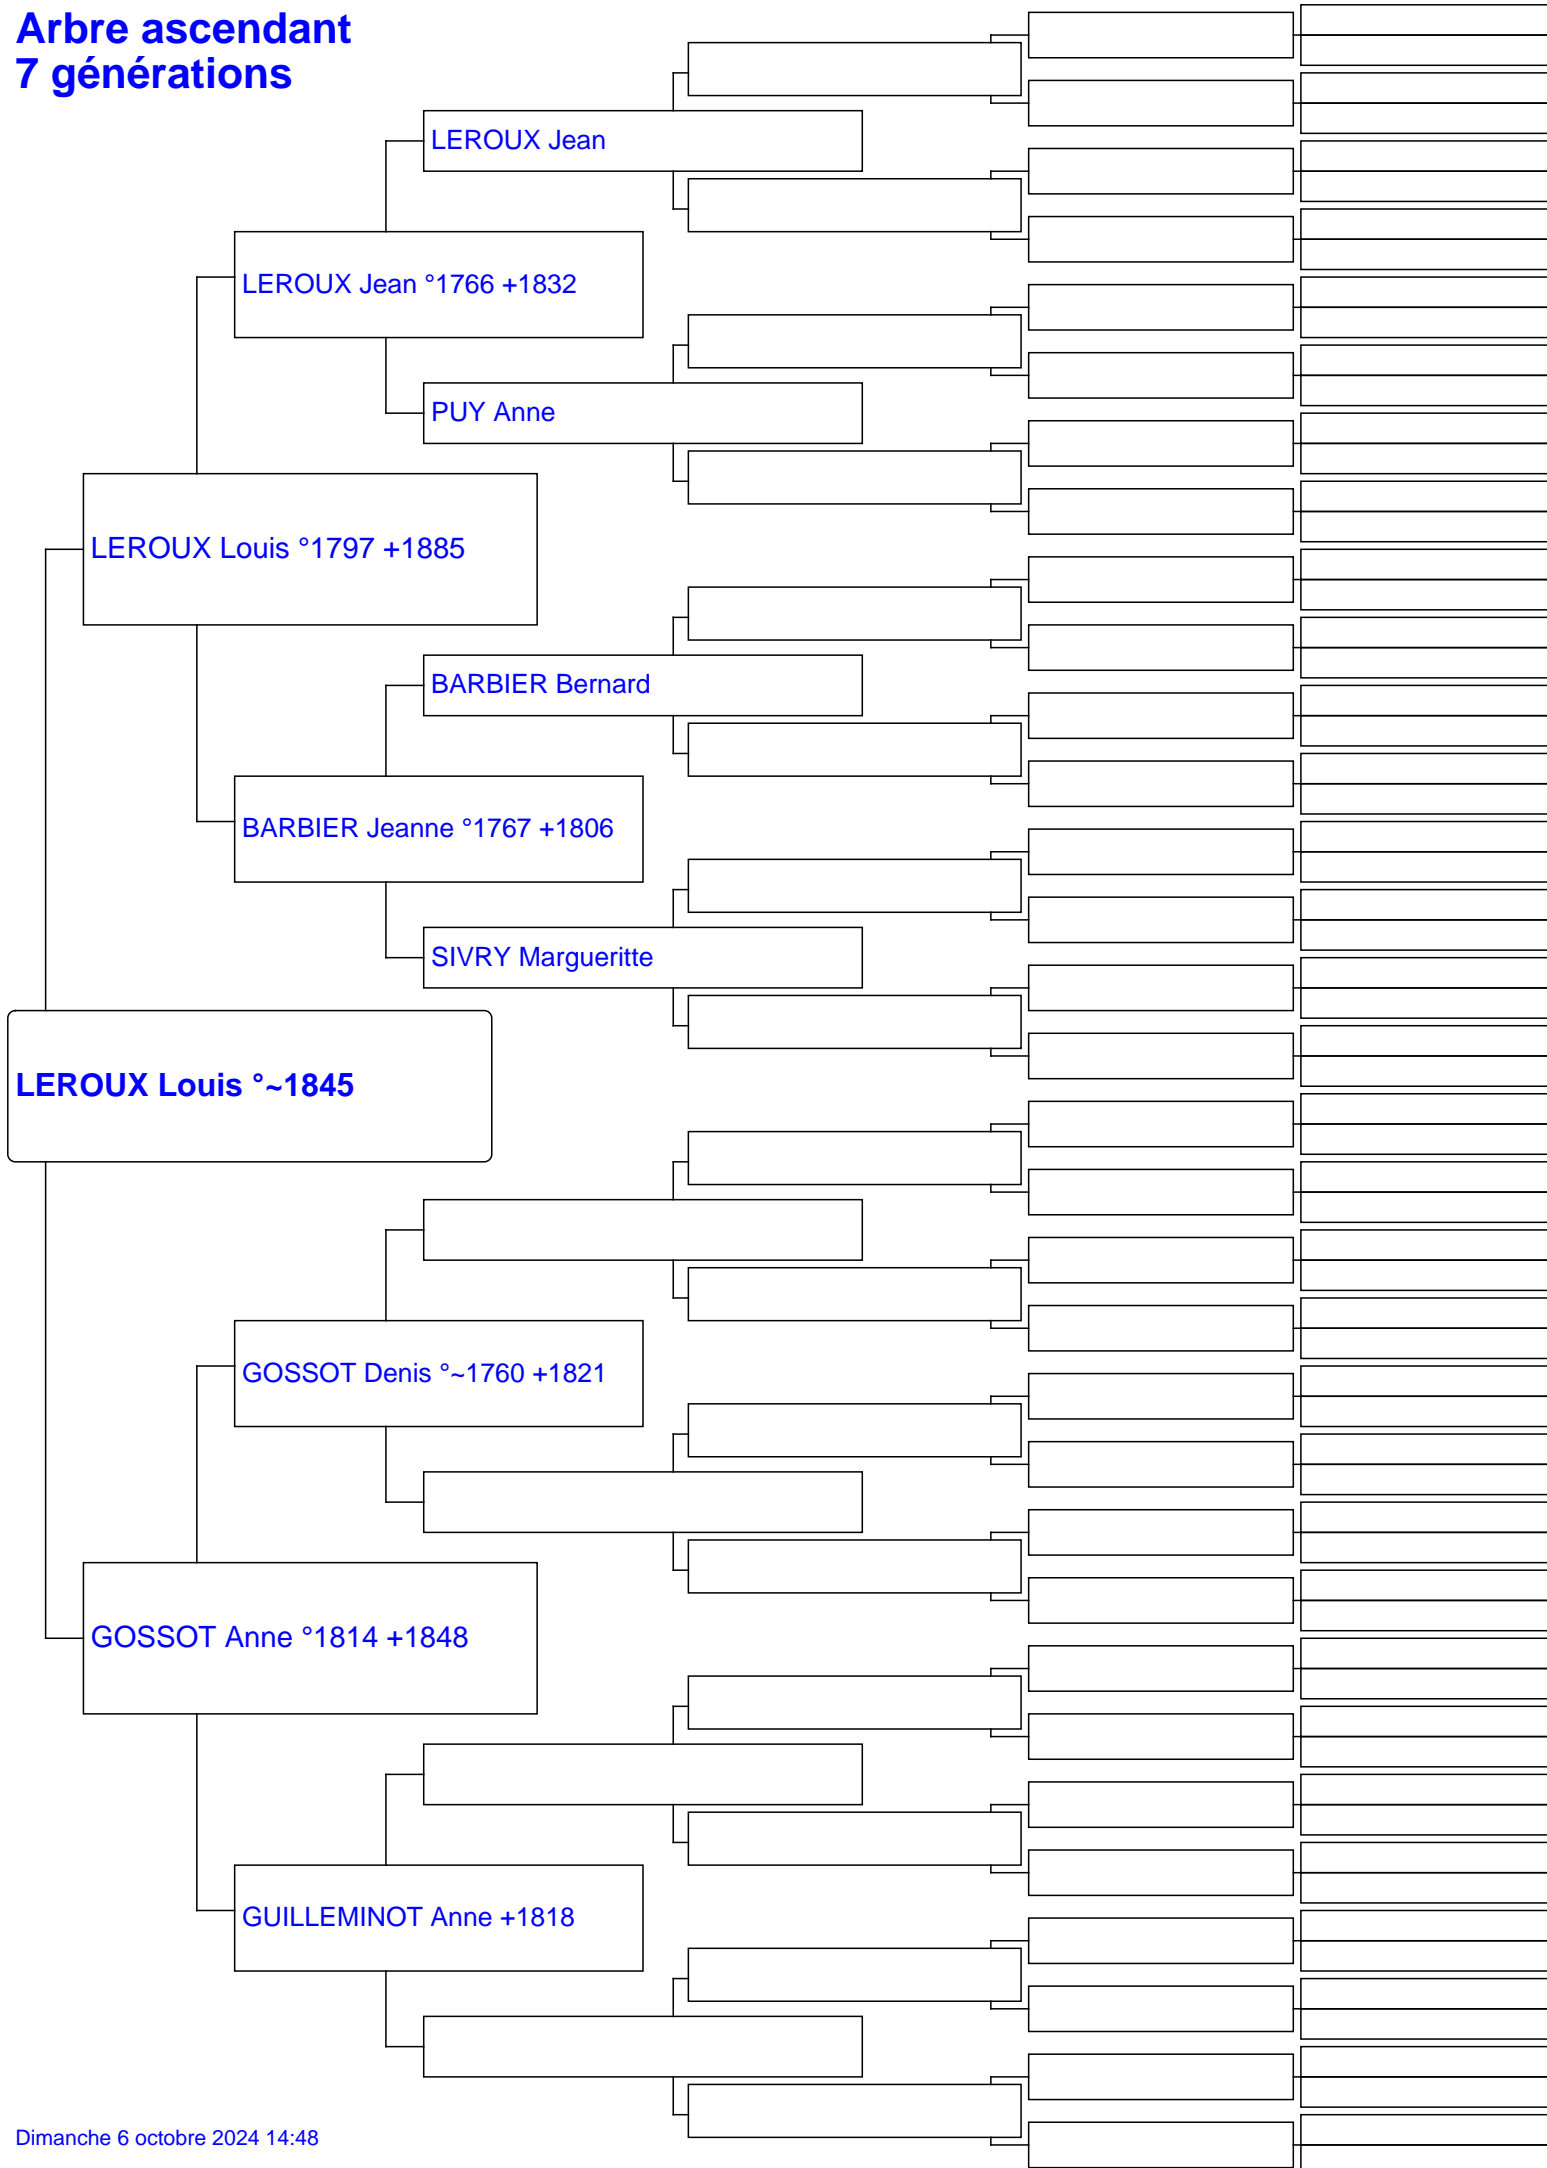 Arbre ascendant
7 générations
LEROUX Jean
LEROUX Jean °1766 +1832
PUY Anne
LEROUX Louis °1797 +1885
BARBIER Bernard
BARBIER Jeanne °1767 +1806
SIVRY Margueritte
LEROUX Louis °~1845
GOSSOT Denis °~1760 +1821
GOSSOT Anne °1814 +1848
GUILLEMINOT Anne +1818
Dimanche 6 octobre 2024 14:48